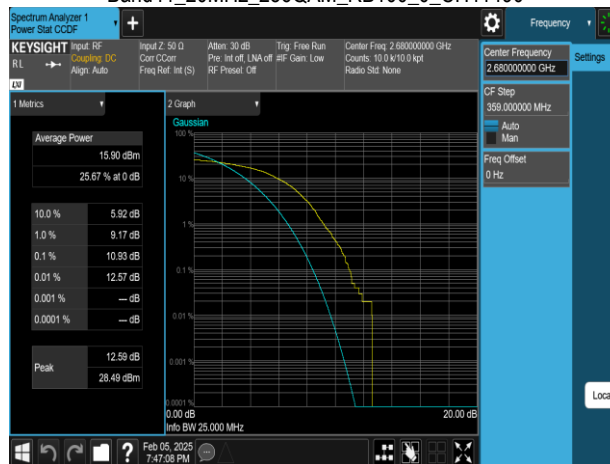 Spectrum Analyzer 1
Power Stat CCDF
Frequency
KEYSIGHT
Input: RF
Coupling: DC
Align: Auto
Input Z: 50 Ω
Corr CCorr
Freq Ref: Int (S)
Atten: 30 dB
Pre: Int off, LNA off
RF Preset: Off
Trig: Free Run
#IF Gain: Low
Center Freq: 2.680000000 GHz
Counts: 10.0 k/10.0 kpt
Radio Std: None
RL
LXI
Center Frequency
2.680000000 GHz
Settings
CF Step
359.000000 MHz
Auto
Man
Freq Offset
0 Hz
1 Metrics
Average Power
15.90 dBm
25.67 % at 0 dB
10.0 % 5.92 dB
1.0 % 9.17 dB
0.1 % 10.93 dB
0.01 % 12.57 dB
0.001 % --- dB
0.0001 % --- dB
Peak
12.59 dB
28.49 dBm
2 Graph
Gaussian
100 %
10 %
1 %
0.1 %
0.01 %
0.001 %
0.0001 %
0.00 dB 20.00 dB
Info BW 25.000 MHz
Loca
?
Feb 05, 2025
7:47:08 PM